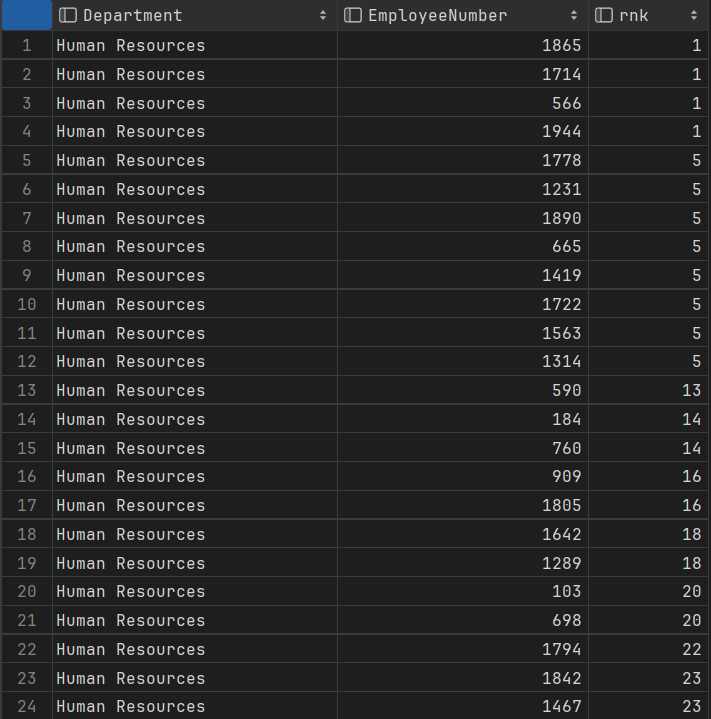 Department EmployeeNumber rnk
1 Human Resources 1865 1
2 Human Resources 1714 1
3 Human Resources 566 1
4 Human Resources 1944 1
5 Human Resources 1778 5
6 Human Resources 1231 5
7 Human Resources 1890 5
8 Human Resources 665 5
9 Human Resources 1419 5
10 Human Resources 1722 5
11 Human Resources 1563 5
12 Human Resources 1314 5
13 Human Resources 590 13
14 Human Resources 184 14
15 Human Resources 760 14
16 Human Resources 909 16
17 Human Resources 1805 16
18 Human Resources 1642 18
19 Human Resources 1289 18
20 Human Resources 103 20
21 Human Resources 698 20
22 Human Resources 1794 22
23 Human Resources 1842 23
24 Human Resources 1467 23